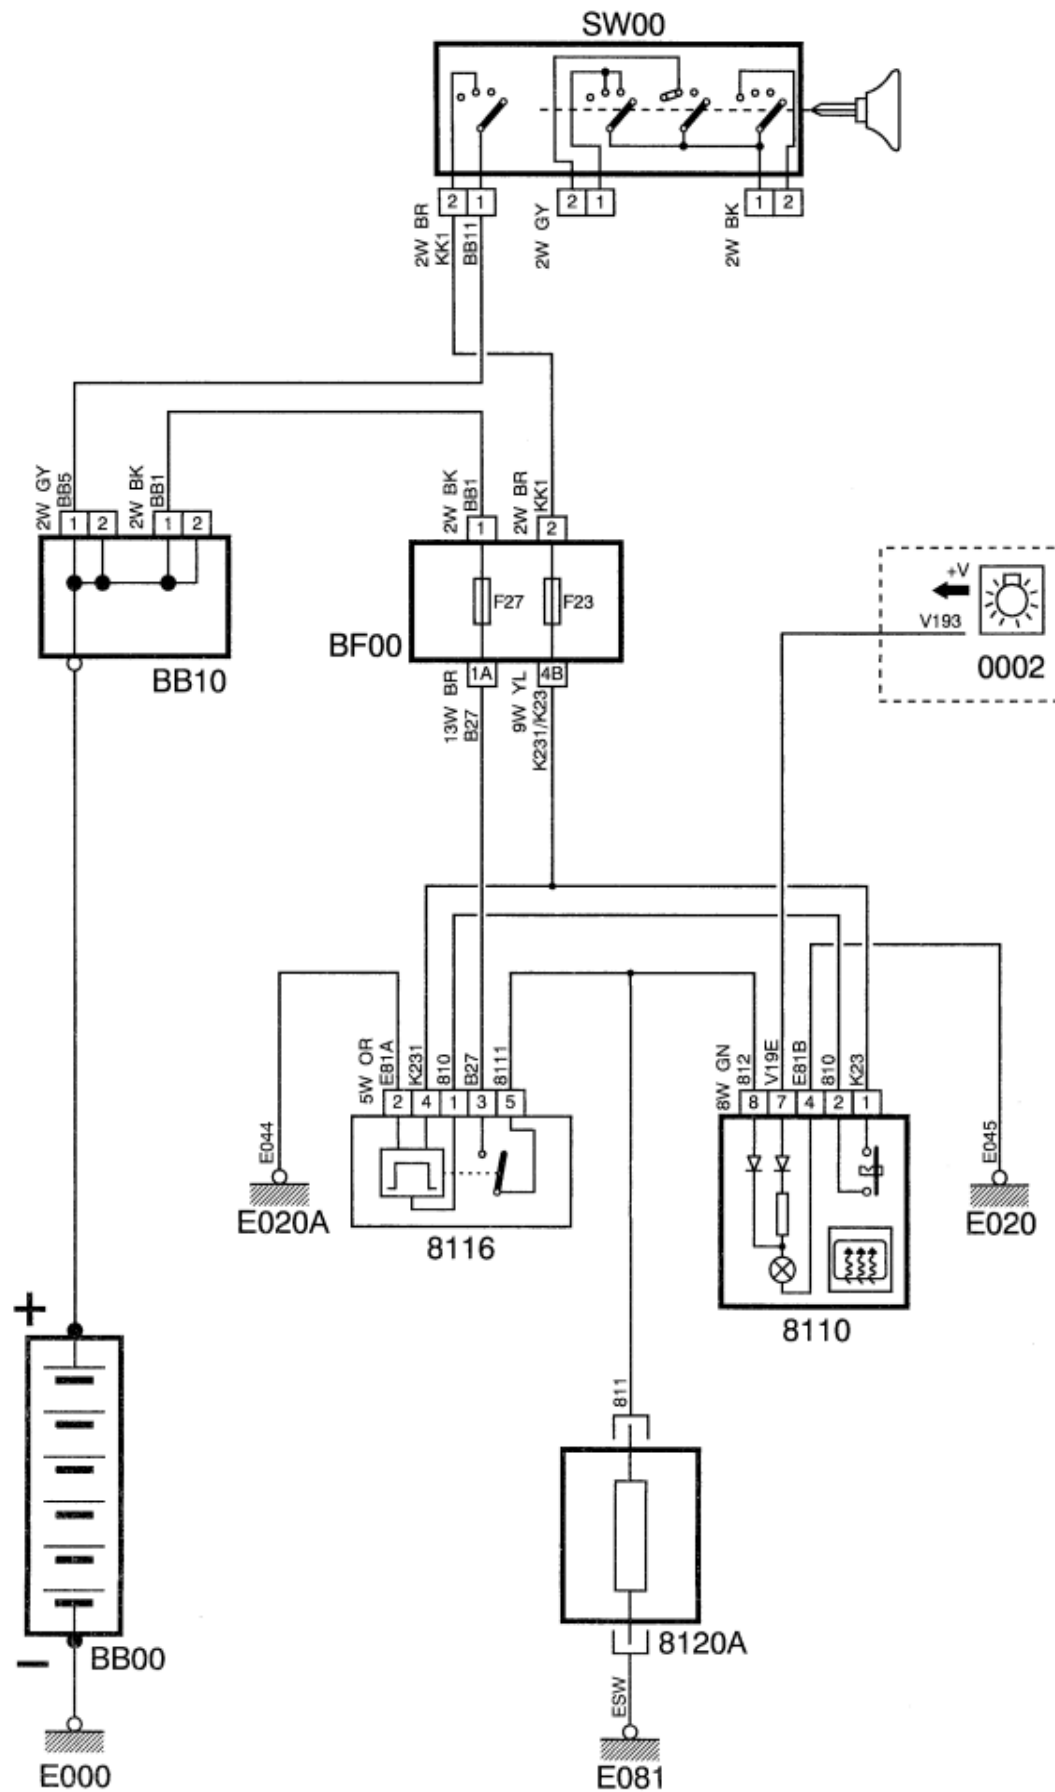 SW00
2 1
2 1
1 2
2W BR
KK1
BB11
2W GY
2W BK
2W GY
BB5
2W BK
BB1
2W BK
BB1
2W BR
KK1
1 2
1 2
1
2
F27
F23
BF00
BB10
1A
4B
13W BR
B27
9W YL
K231/K23
+V
V193
0002
5W OR
E81A
K231
810
B27
8111
8W GN
812
V19E
E81B
810
K23
2 4 1 3 5
8 7 4 2 1
E044
E045
E020A
E020
8116
8110
+
811
BB00
−
8120A
ESW
E000
E081